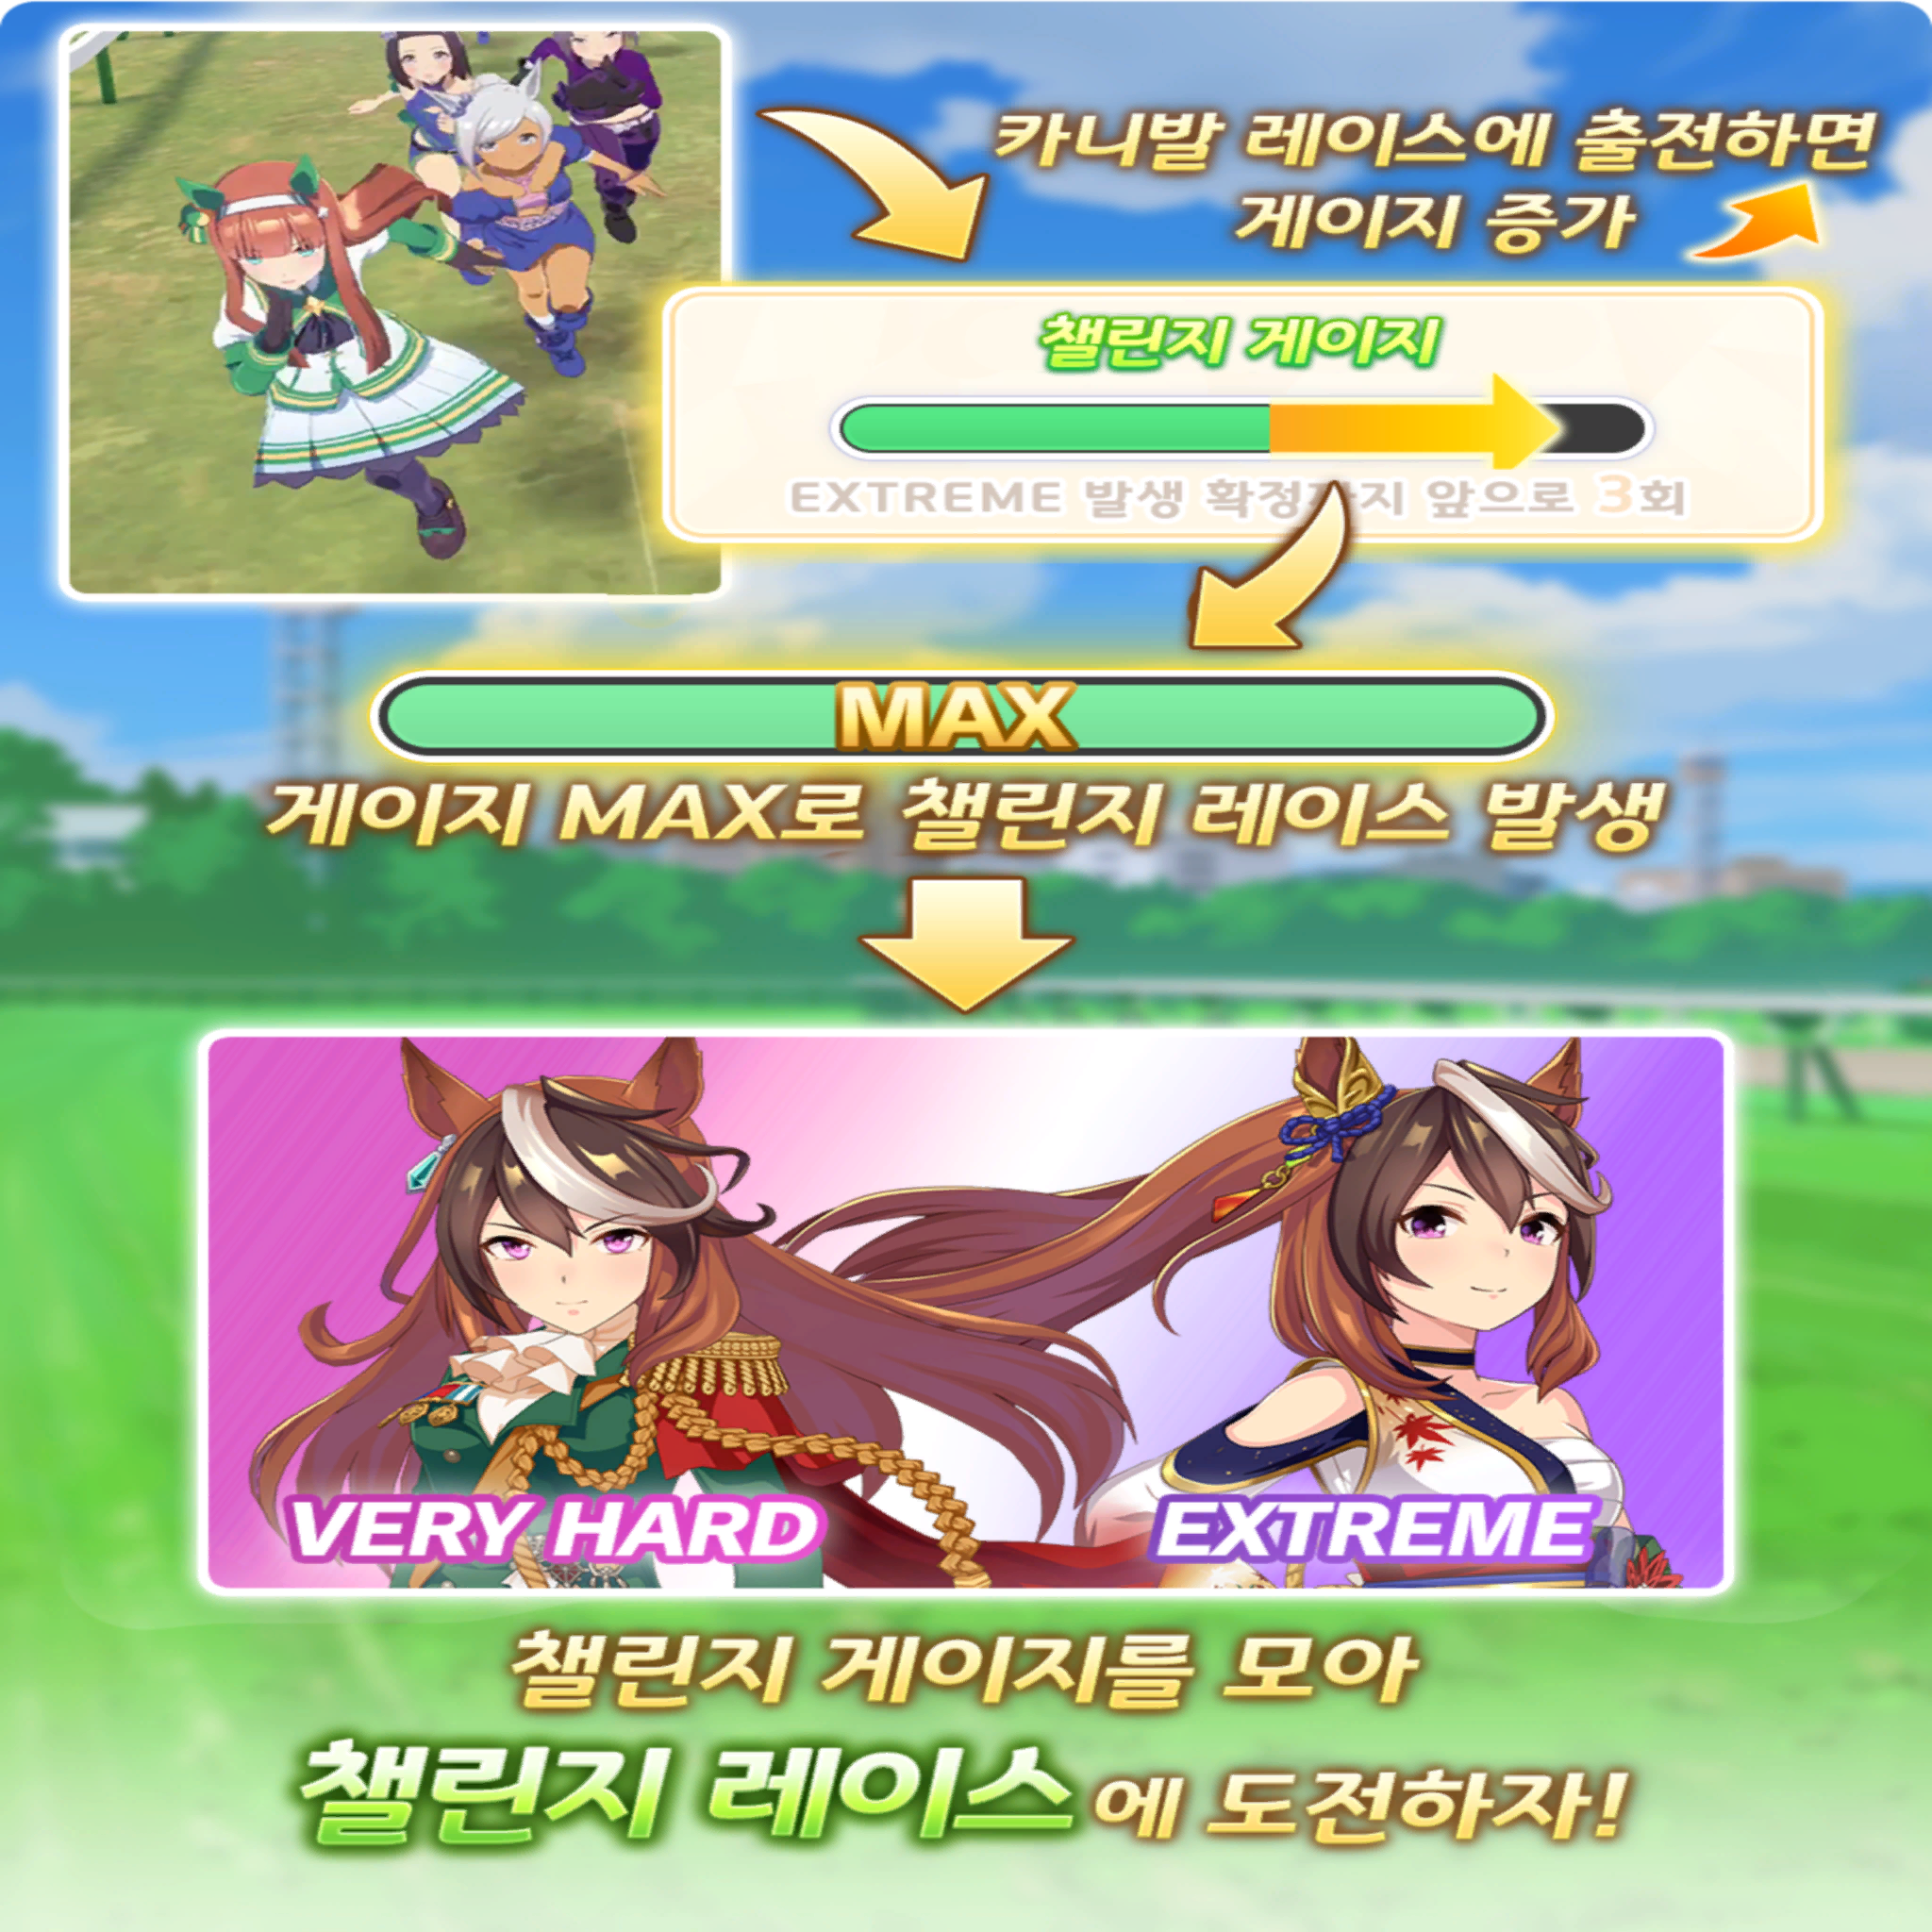 카니발 레이스에 출전하면
게이지 증가
챌린지 게이지
EXTREME 발생 확정까지 앞으로 3회
MAX
게이지 MAX로 챌린지 레이스 발생
VERY HARD
EXTREME
챌린지 게이지를 모아
챌린지 레이스에 도전하자!